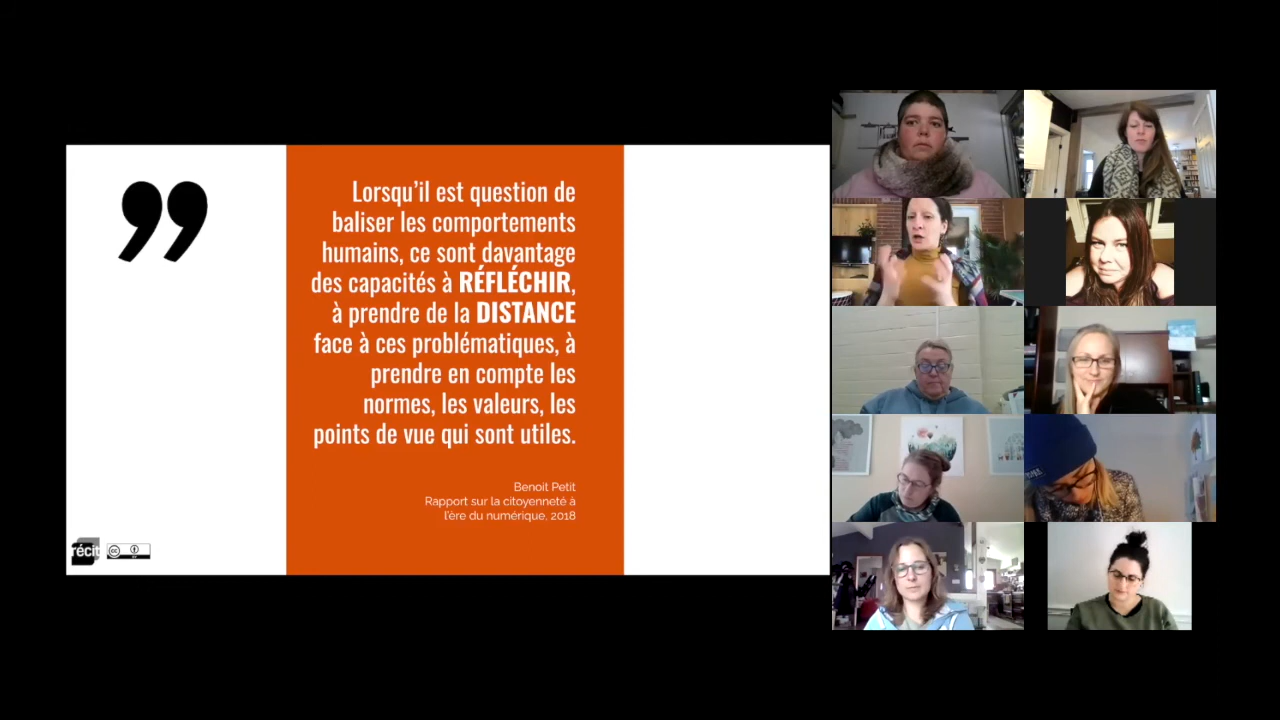 Lorsqu'il est question de
baliser les comportements
humains, ce sont davantage
des capacités à RÉFLÉCHIR,
à prendre de la DISTANCE
face à ces problématiques, à
prendre en compte les
normes, les valeurs, les
points de vue qui sont utiles.
Benoit Petit
Rapport sur la citoyenneté à
l'ère du numérique, 2018
récit
cc
BY